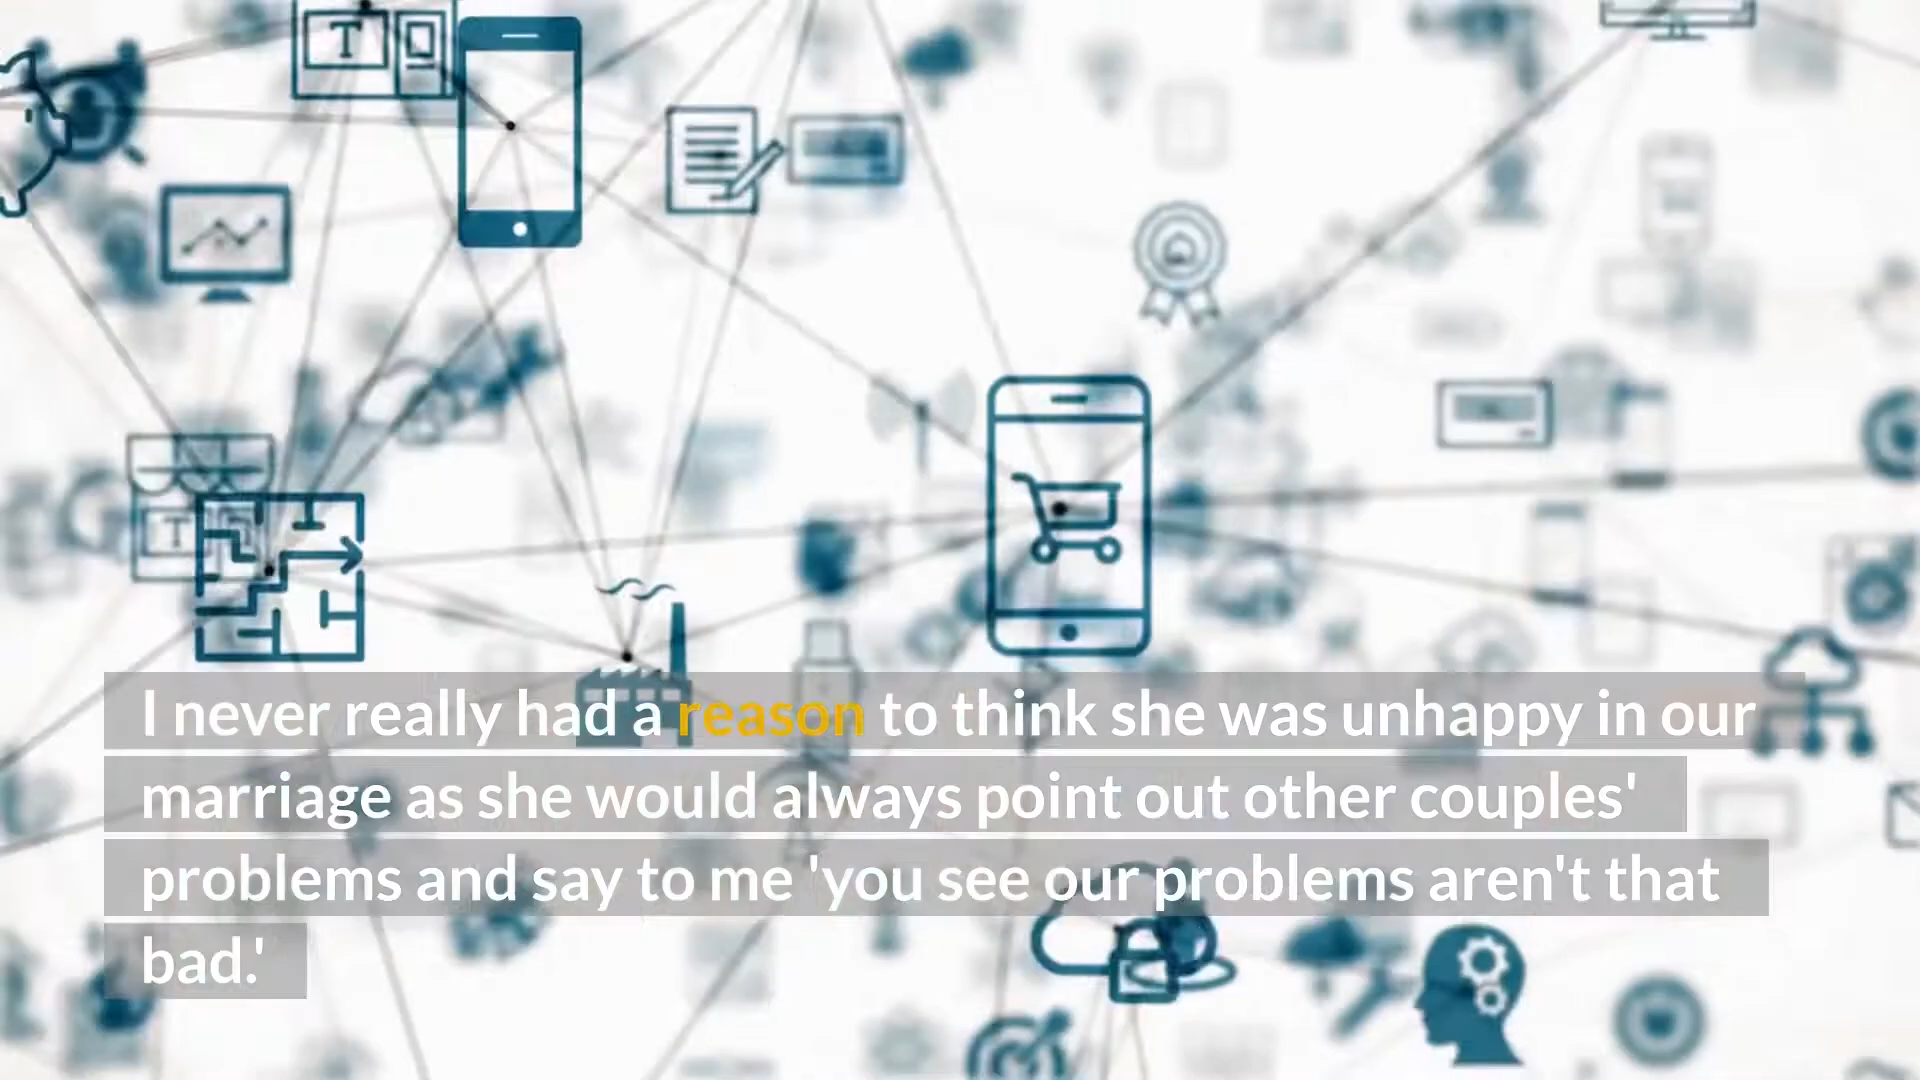 T
T
I never really had a reason to think she was unhappy in our
marriage as she would always point out other couples'
problems and say to me 'you see our problems aren't that
bad.'